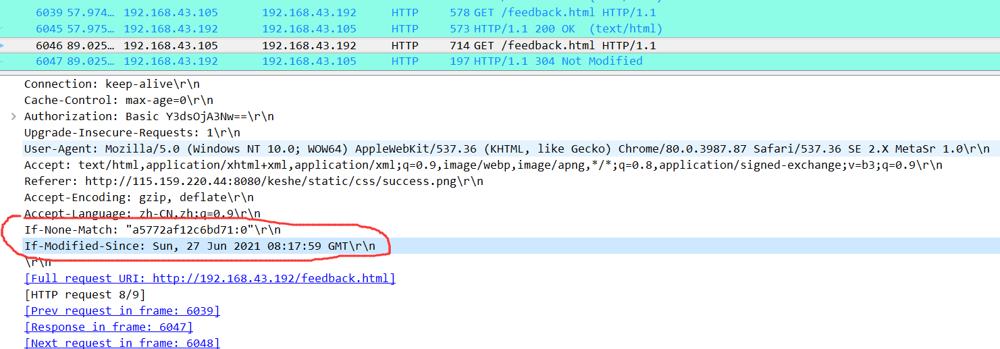 6039 57.974… 192.168.43.105 192.168.43.192 HTTP 578 GET /feedback.html HTTP/1.1
6045 57.975… 192.168.43.192 192.168.43.105 HTTP 573 HTTP/1.1 200 OK (text/html)
6046 89.025… 192.168.43.105 192.168.43.192 HTTP 714 GET /feedback.html HTTP/1.1
6047 89.025… 192.168.43.192 192.168.43.105 HTTP 197 HTTP/1.1 304 Not Modified
Connection: keep-alive\r\n
Cache-Control: max-age=0\r\n
Authorization: Basic Y3dsOjA3Nw==\r\n
Upgrade-Insecure-Requests: 1\r\n
User-Agent: Mozilla/5.0 (Windows NT 10.0; WOW64) AppleWebKit/537.36 (KHTML, like Gecko) Chrome/80.0.3987.87 Safari/537.36 SE 2.X MetaSr 1.0\r\n
Accept: text/html,application/xhtml+xml,application/xml;q=0.9,image/webp,image/apng,*/*;q=0.8,application/signed-exchange;v=b3;q=0.9\r\n
Referer: http://115.159.220.44:8080/keshe/static/css/success.png\r\n
Accept-Encoding: gzip, deflate\r\n
Accept-Language: zh-CN,zh;q=0.9\r\n
If-None-Match: "a5772af12c6bd71:0"\r\n
If-Modified-Since: Sun, 27 Jun 2021 08:17:59 GMT\r\n
\r\n
[Full request URI: http://192.168.43.192/feedback.html]
[HTTP request 8/9]
[Prev request in frame: 6039]
[Response in frame: 6047]
[Next request in frame: 6048]